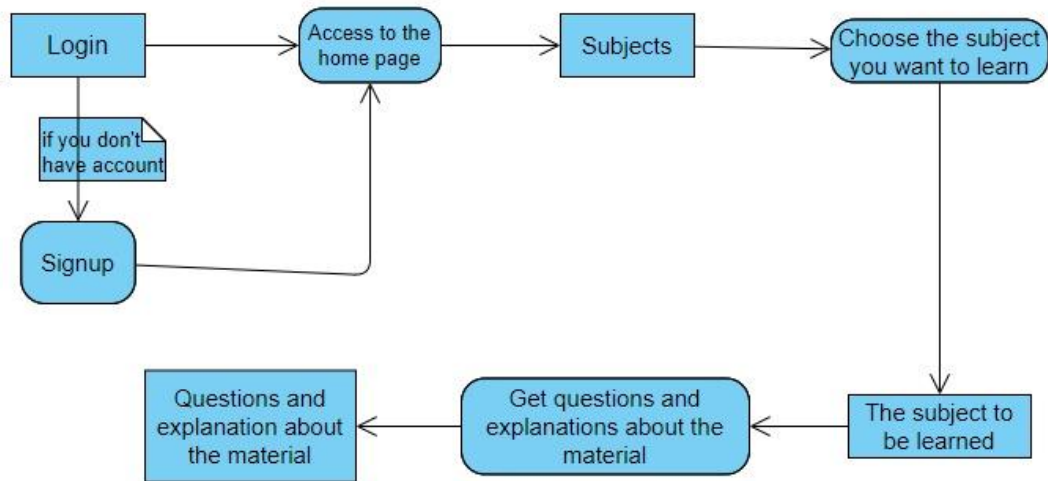 Login
Access to the
home page
Subjects
Choose the subject
you want to learn
if you don't
have account
Signup
Questions and
explanation about
the material
Get questions and
explanations about the
material
The subject to
be learned